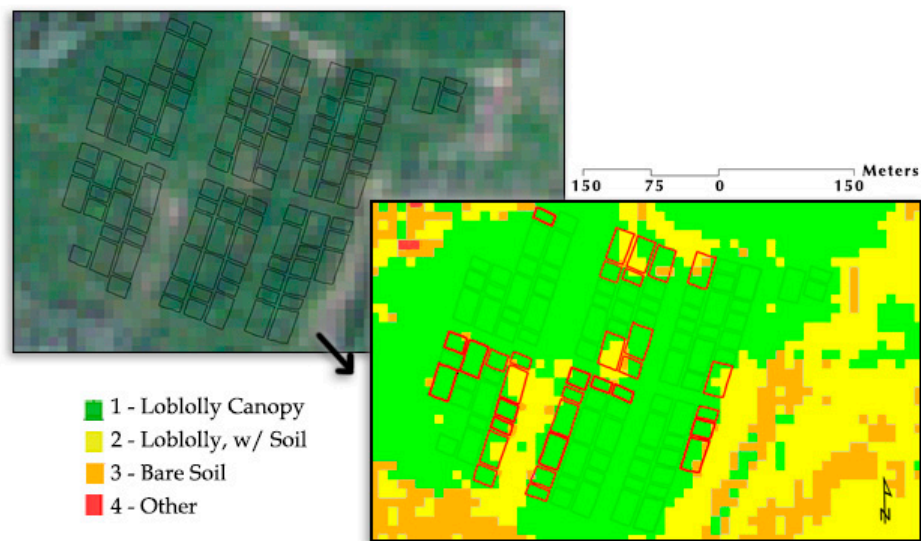 Meters
150 75 0 150
1 - Loblolly Canopy
2 - Loblolly, w/ Soil
3 - Bare Soil
4 - Other
N